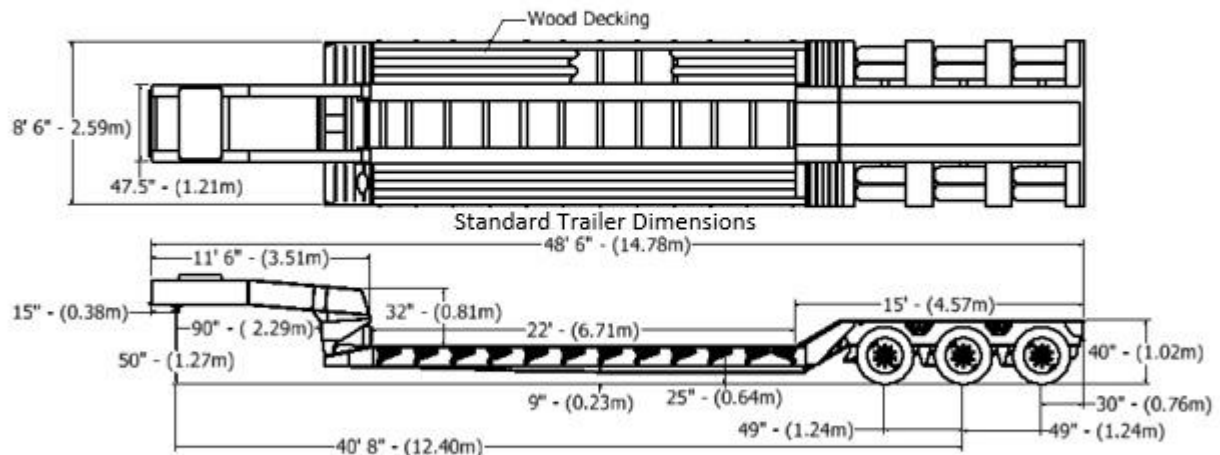 Wood Decking
8' 6" - 2.59m)
47.5" - (1.21m)
Standard Trailer Dimensions
48' 6" - (14.78m)
11' 6" - (3.51m)
15" - (0.38m)
32" - (0.81m)
15' - (4.57m)
90" - ( 2.29m)
22' - (6.71m)
50" - (1.27m)
40" - (1.02m)
9" - (0.23m)
25" - (0.64m)
30" - (0.76m)
49" - (1.24m)
49" - (1.24m)
40' 8" - (12.40m)